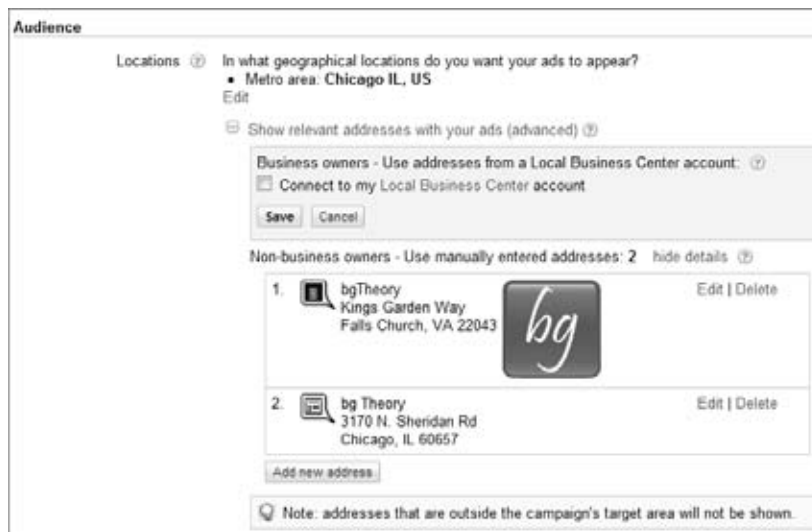 Audience
Locations ? In what geographical locations do you want your ads to appear?
• Metro area: Chicago IL, US
Edit
Show relevant addresses with your ads (advanced) ?
Business owners - Use addresses from a Local Business Center account: ?
Connect to my Local Business Center account
Save Cancel
Non-business owners - Use manually entered addresses: 2 hide details ?
1. bgTheory Edit | Delete
Kings Garden Way
Falls Church, VA 22043
bg
2. bg Theory Edit | Delete
3170 N. Sheridan Rd
Chicago, IL 60657
Add new address
Note: addresses that are outside the campaign's target area will not be shown.